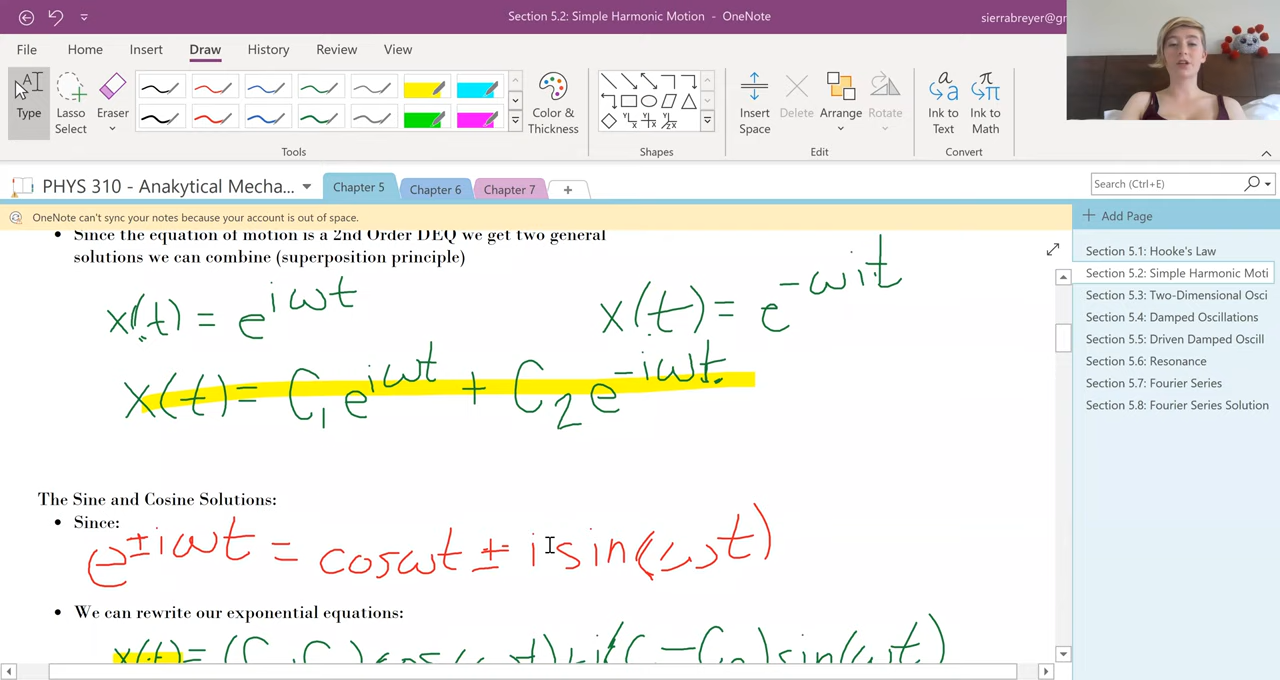 Section 5.2: Simple Harmonic Motion - OneNote
sierrabreyer@gr
File Home Insert Draw History Review View
Type
Lasso Select
Eraser
Color & Thickness
Insert Space
Delete
Arrange
Rotate
Ink to Text
Ink to Math
Tools
Shapes
Edit
Convert
PHYS 310 - Anakytical Mecha...
Chapter 5
Chapter 6
Chapter 7
Search (Ctrl+E)
OneNote can't sync your notes because your account is out of space.
Add Page
Section 5.1: Hooke's Law
Section 5.2: Simple Harmonic Moti
Section 5.3: Two-Dimensional Osci
Section 5.4: Damped Oscillations
Section 5.5: Driven Damped Oscill
Section 5.6: Resonance
Section 5.7: Fourier Series
Section 5.8: Fourier Series Solution
• Since the equation of motion is a 2nd Order DEQ we get two general
solutions we can combine (superposition principle)
x(t) = e^{iωt} x(t) = e^{-ωit}
x(t) = C₁e^{iωt} + C₂e^{-iωt}
The Sine and Cosine Solutions:
• Since:
e^{±iωt} = cosωt ± isin(ωt)
• We can rewrite our exponential equations: